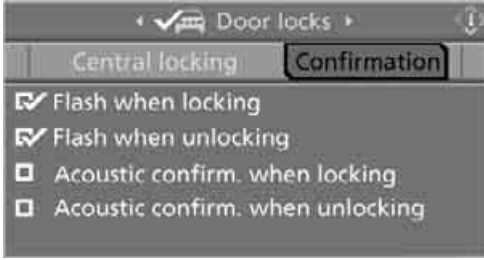 Door locks
Central locking Confirmation
Flash when locking
Flash when unlocking
Acoustic confirm. when locking
Acoustic confirm. when unlocking